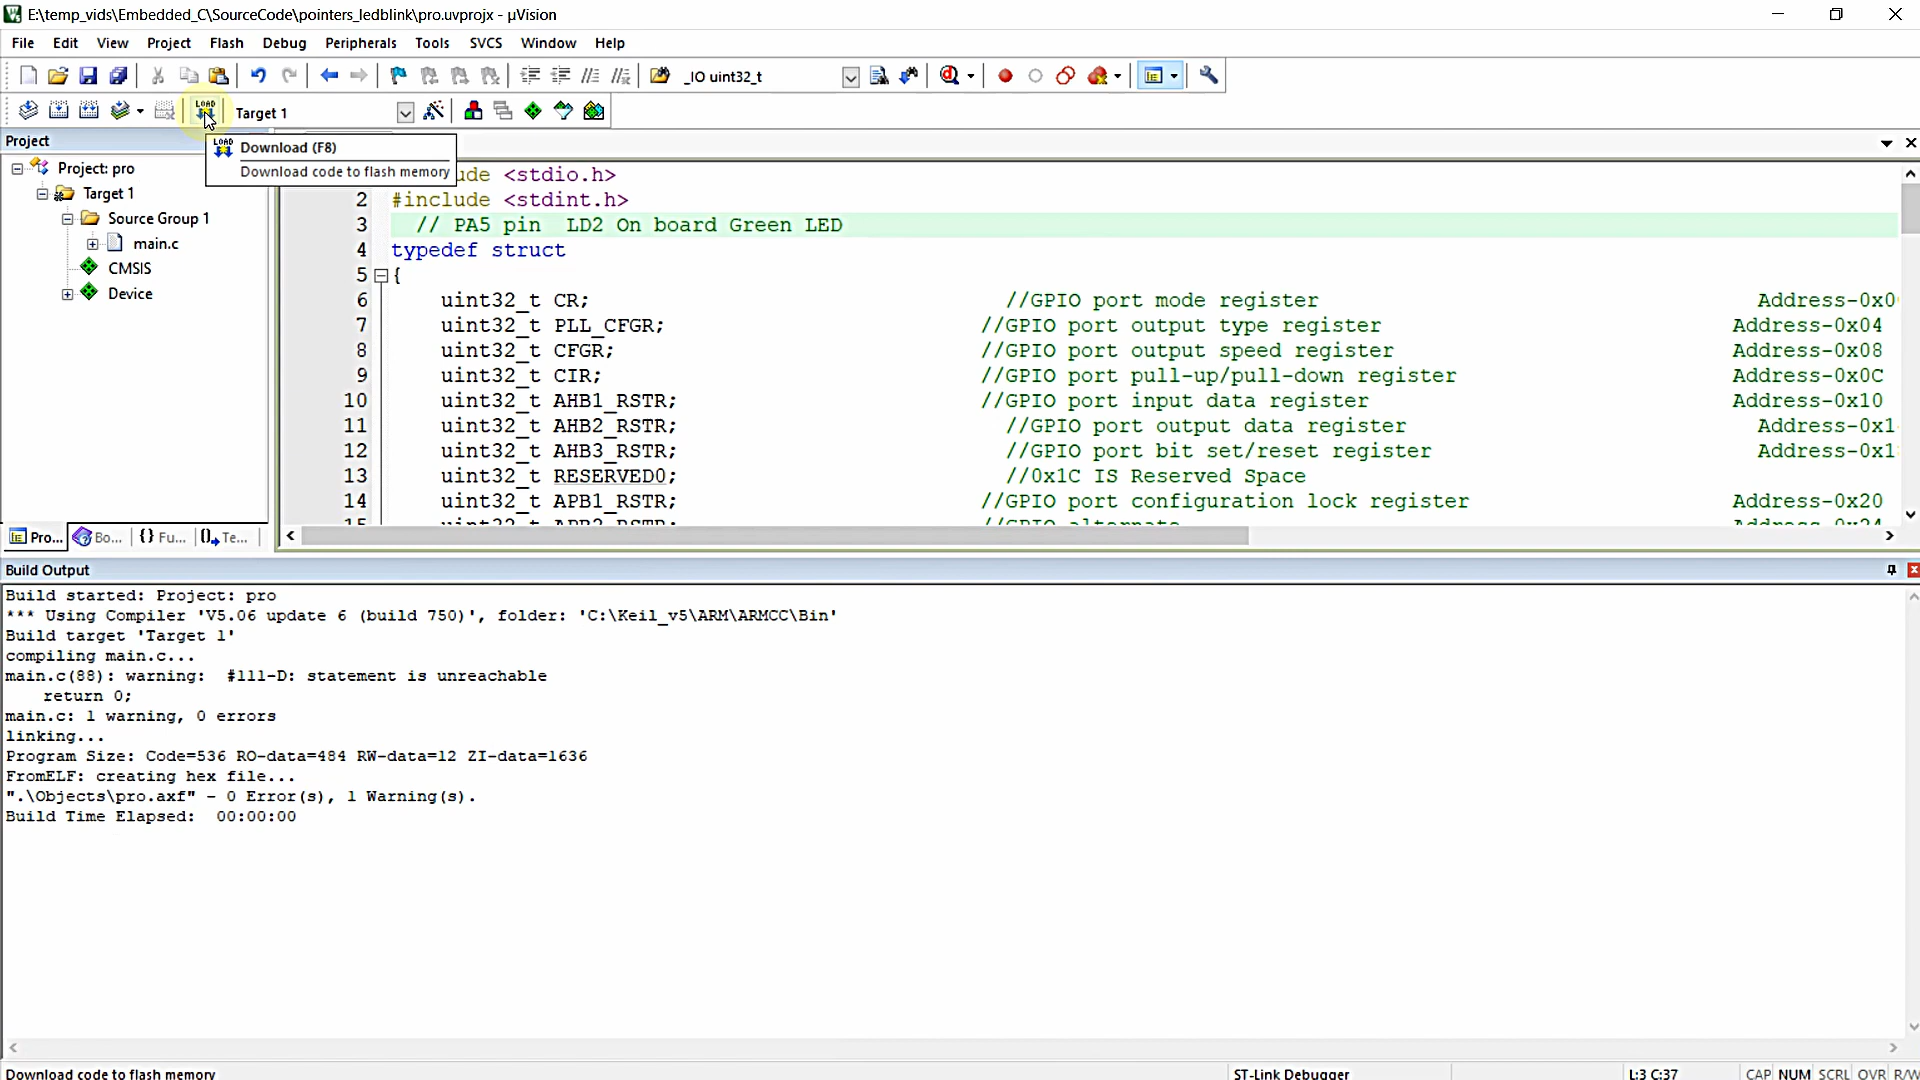 E:\temp_vids\Embedded_C\SourceCode\pointers_ledblink\pro.uvprojx - µVision
File Edit View Project Flash Debug Peripherals Tools SVCS Window Help
_IO uint32_t
LOAD Target 1
Project
LOAD Download (F8)
Download code to flash memory
Project: pro
Target 1
Source Group 1
main.c
CMSIS
Device
Pro... Bo... {} Fu... Te...
ude <stdio.h>
2 #include <stdint.h>
3 // PA5 pin LD2 On board Green LED
4 typedef struct
5 {
6 uint32_t CR; //GPIO port mode register Address-0x0
7 uint32_t PLL_CFGR; //GPIO port output type register Address-0x04
8 uint32_t CFGR; //GPIO port output speed register Address-0x08
9 uint32_t CIR; //GPIO port pull-up/pull-down register Address-0x0C
10 uint32_t AHB1_RSTR; //GPIO port input data register Address-0x10
11 uint32_t AHB2_RSTR; //GPIO port output data register Address-0x1
12 uint32_t AHB3_RSTR; //GPIO port bit set/reset register Address-0x1
13 uint32_t RESERVED0; //0x1C IS Reserved Space
14 uint32_t APB1_RSTR; //GPIO port configuration lock register Address-0x20
Build Output
Build started: Project: pro
*** Using Compiler 'V5.06 update 6 (build 750)', folder: 'C:\Keil_v5\ARM\ARMCC\Bin'
Build target 'Target 1'
compiling main.c...
main.c(88): warning:  #111-D: statement is unreachable
return 0;
main.c: 1 warning, 0 errors
linking...
Program Size: Code=536 RO-data=484 RW-data=12 ZI-data=1636
FromELF: creating hex file...
".\Objects\pro.axf" - 0 Error(s), 1 Warning(s).
Build Time Elapsed:  00:00:00
Download code to flash memory ST-Link Debugger L:3 C:37 CAP NUM SCRL OVR R/W